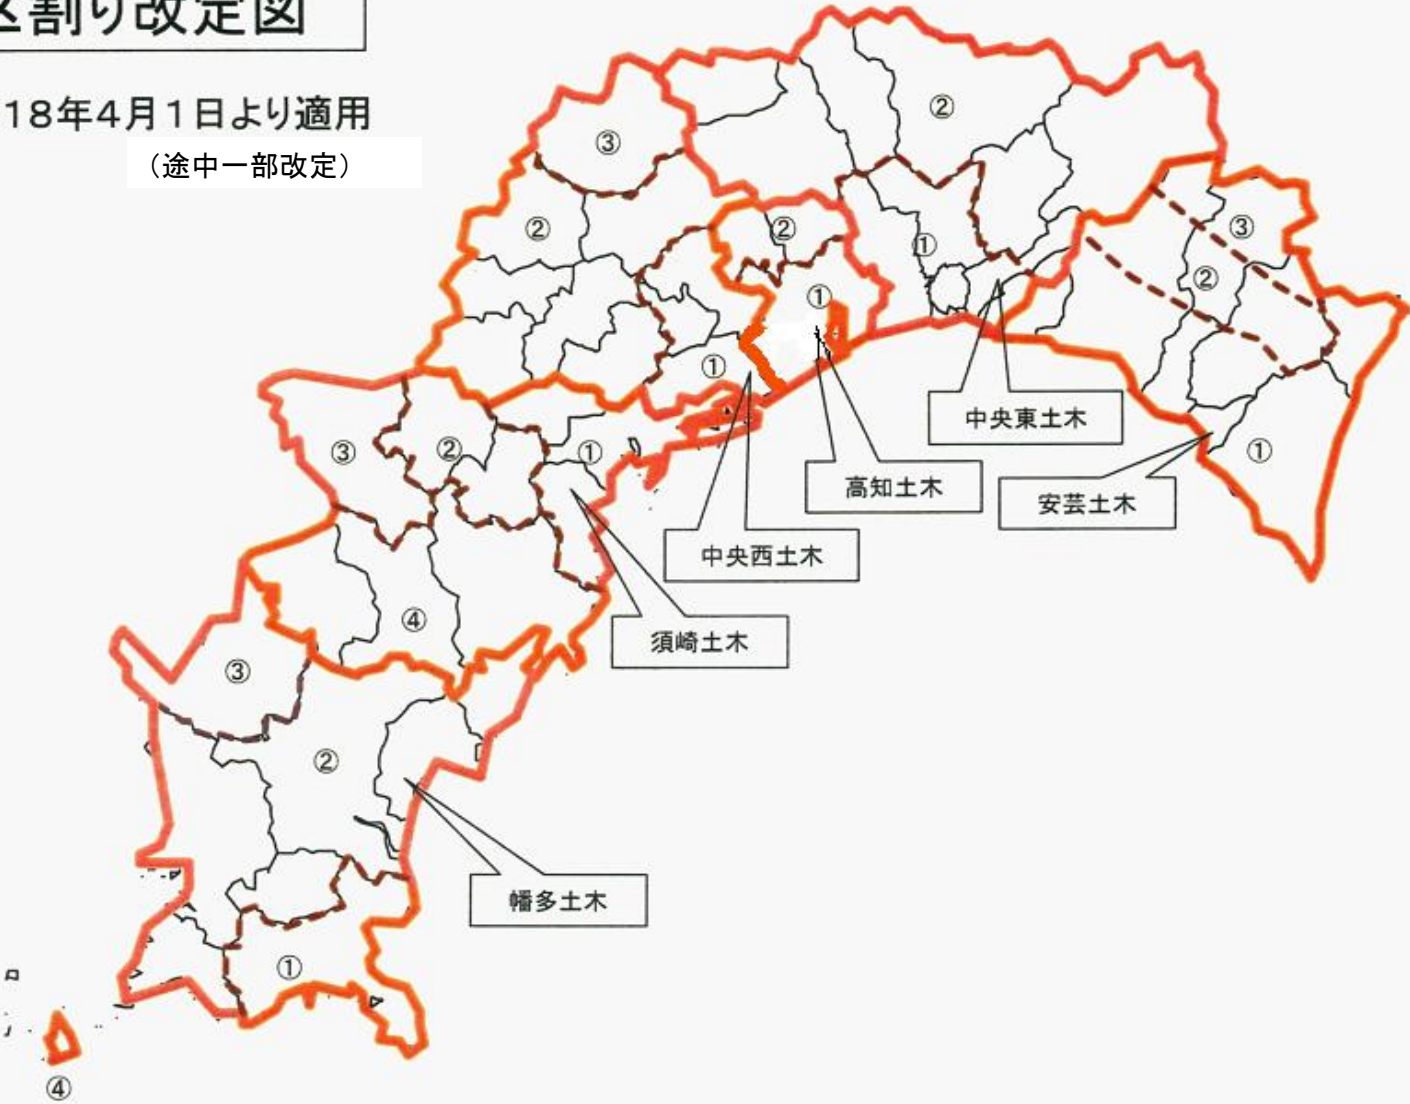 区割り改定図
18年4月1日より適用
（途中一部改定）
②
③
②
③
②
①
③
②
①
①
中央東土木
③
②
①
①
高知土木
安芸土木
中央西土木
④
須崎土木
③
②
幡多土木
①
④